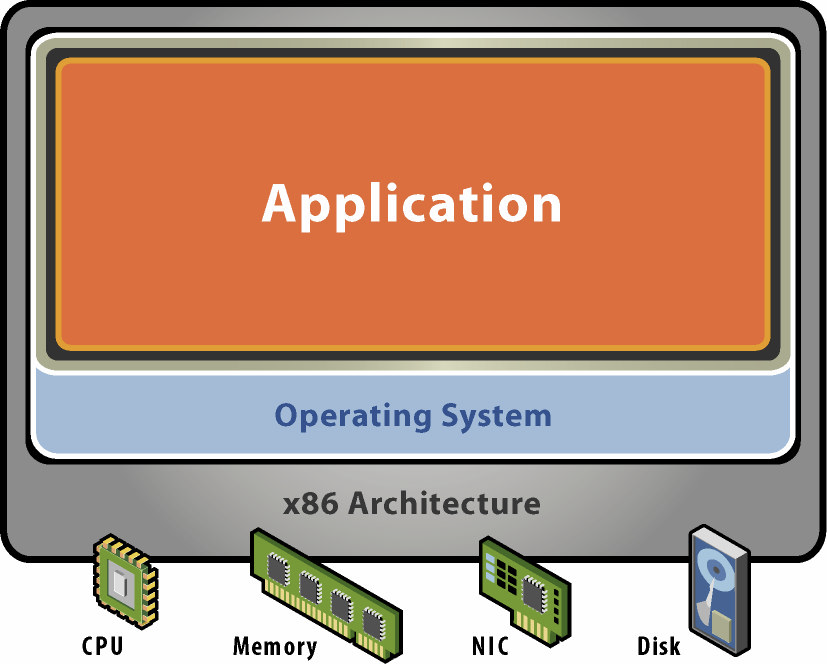 Application
Operating System
x86 Architecture
CPU Memory NIC Disk